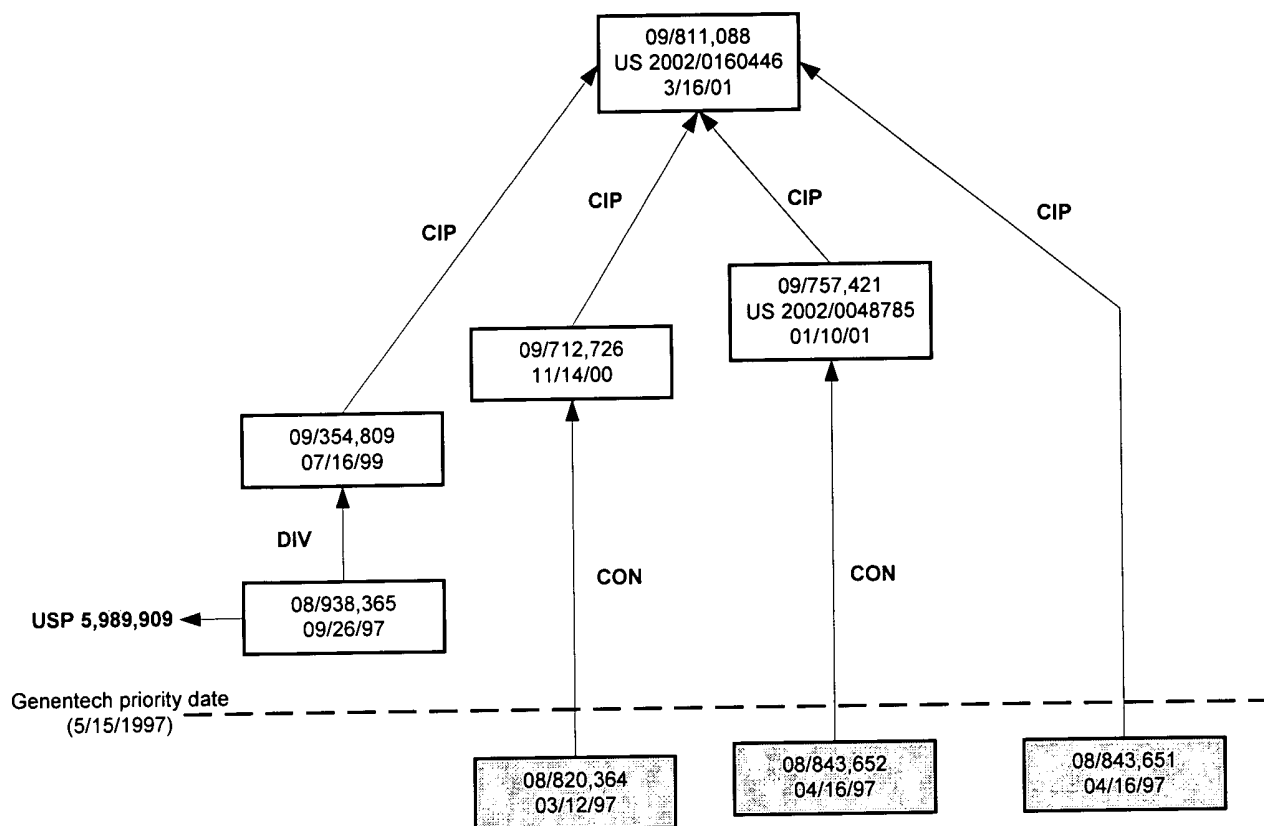 09/811,088
US 2002/0160446
3/16/01
CIP
CIP
CIP
CIP
09/757,421
US 2002/0048785
01/10/01
09/712,726
11/14/00
09/354,809
07/16/99
DIV
CON
CON
USP 5,989,909
08/938,365
09/26/97
Genentech priority date
(5/15/1997)
08/820,364
03/12/97
08/843,652
04/16/97
08/843,651
04/16/97